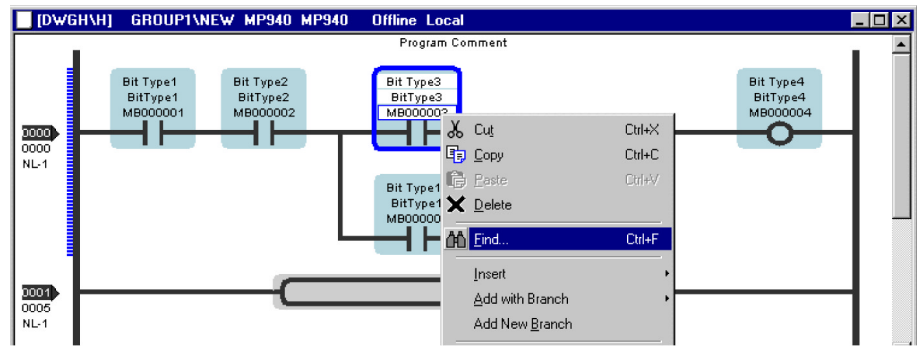 [DWGH\H] GROUP1\NEW MP940 MP940 Offline Local
Program Comment
Bit Type1
BitType1
MB000001
Bit Type2
BitType2
MB000002
Bit Type3
BitType3
MB000003
Bit Type4
BitType4
MB000004
0000
0000
NL-1
Bit Type1
BitType1
MB00000
Cut Ctrl+X
Copy Ctrl+C
Paste Ctrl+V
Delete
Find... Ctrl+F
Insert
Add with Branch
Add New Branch
0001
0005
NL-1